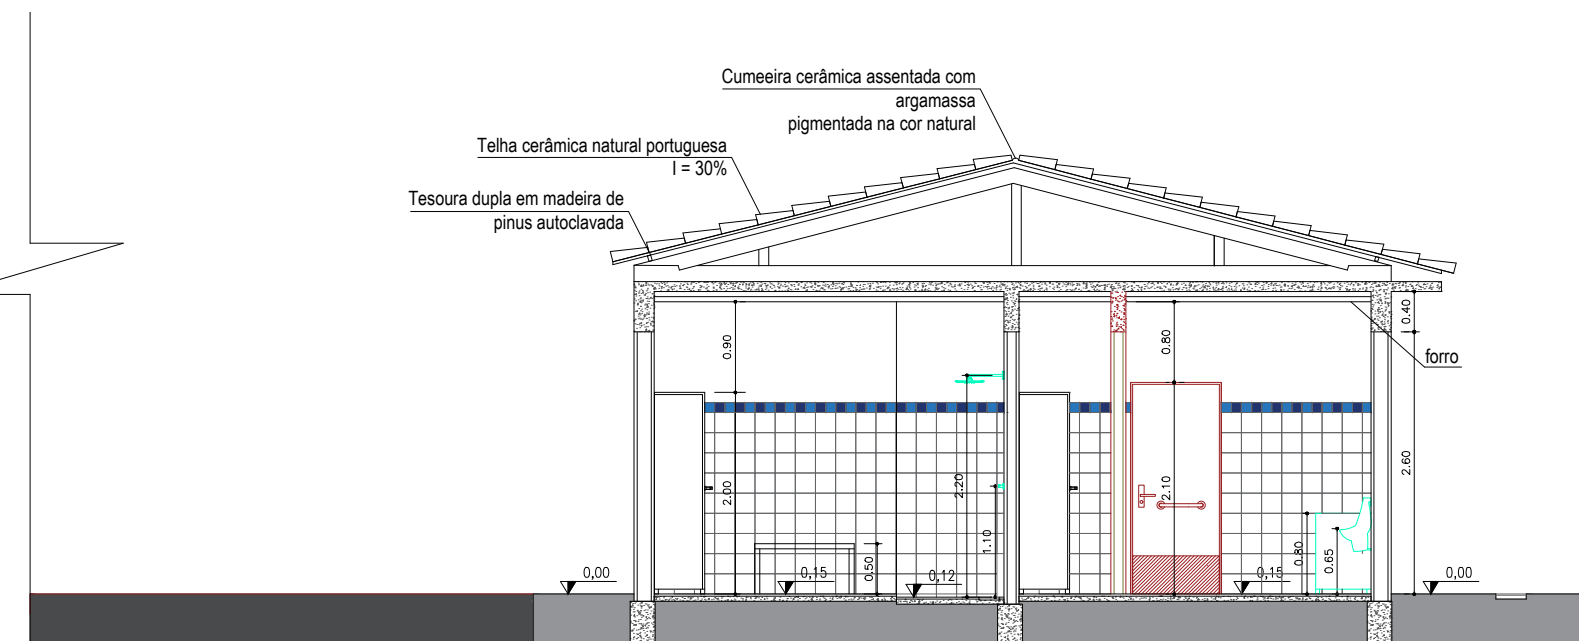 Cumeeira cerâmica assentada com
argamassa
pigmentada na cor natural
Telha cerâmica natural portuguesa
I = 30%
Tesoura dupla em madeira de
pinus autoclavada
0.40
0.90
0.80
forro
2.60
2.00
2.20
2.10
1.10
0.50
0.80
0.65
0,00
0,15
0,12
0,15
0,00